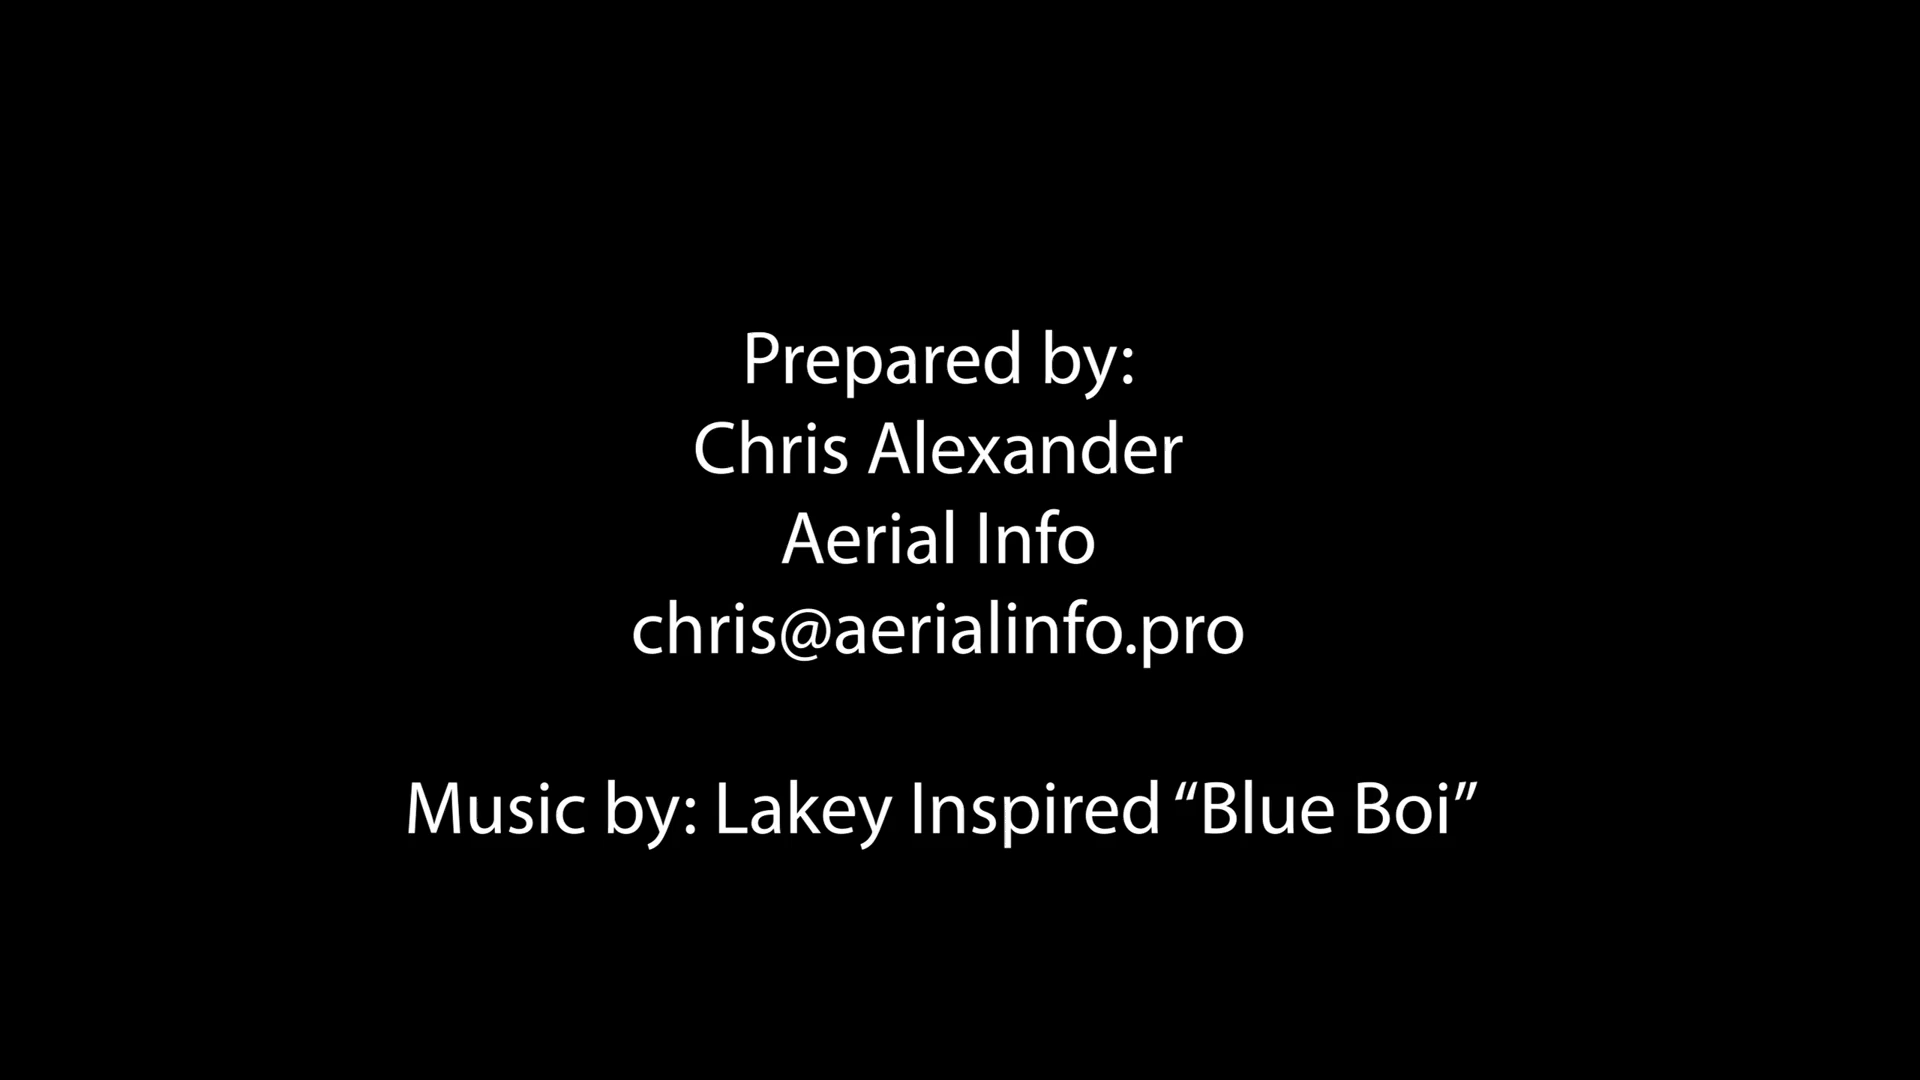 Prepared by:
Chris Alexander
Aerial Info
chris@aerialinfo.pro
Music by: Lakey Inspired “Blue Boi”